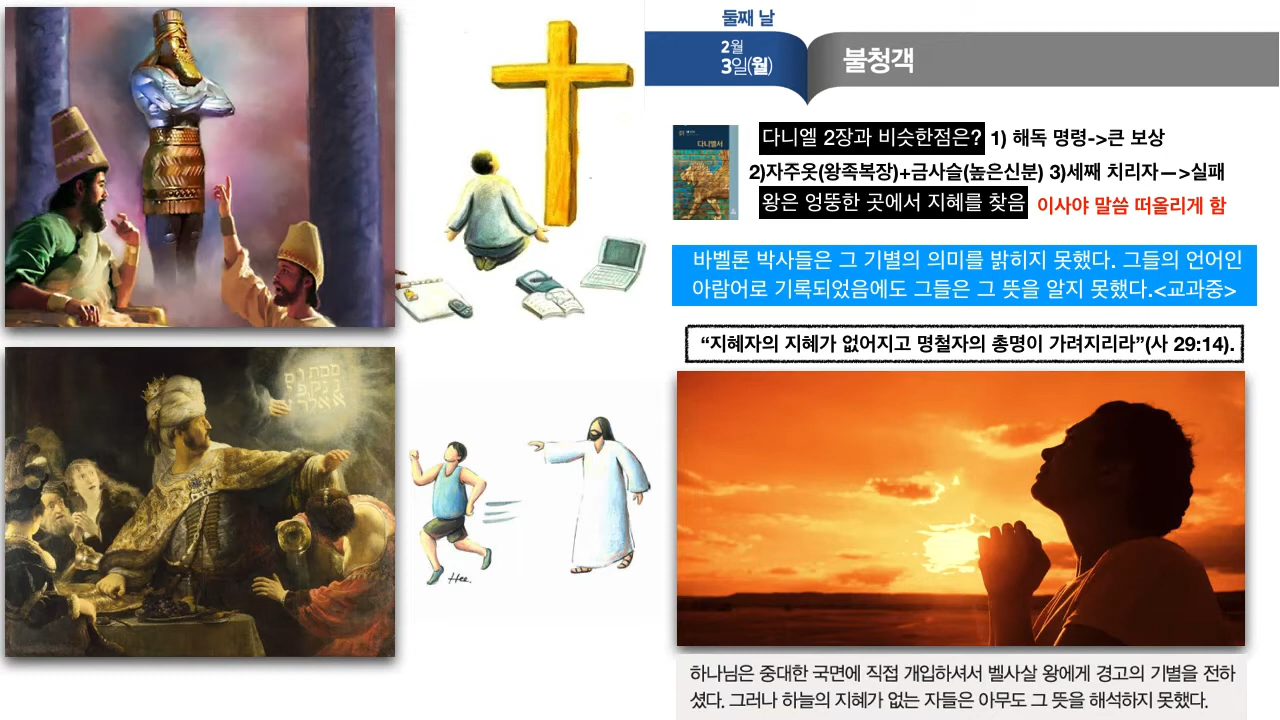 둘째 날
2월
3일(월)
불청객
다니엘서
다니엘 2장과 비슷한점은? 1) 해독 명령->큰 보상
2)자주옷(왕족복장)+금사슬(높은신분) 3)세째 치리자—>실패
왕은 엉뚱한 곳에서 지혜를 찾음 이사야 말씀 떠올리게 함
바벨론 박사들은 그 기별의 의미를 밝히지 못했다. 그들의 언어인
아람어로 기록되었음에도 그들은 그 뜻을 알지 못했다.<교과중>
“지혜자의 지혜가 없어지고 명철자의 총명이 가려지리라”(사 29:14).
Hee.
하나님은 중대한 국면에 직접 개입하셔서 벨사살 왕에게 경고의 기별을 전하
셨다. 그러나 하늘의 지혜가 없는 자들은 아무도 그 뜻을 해석하지 못했다.